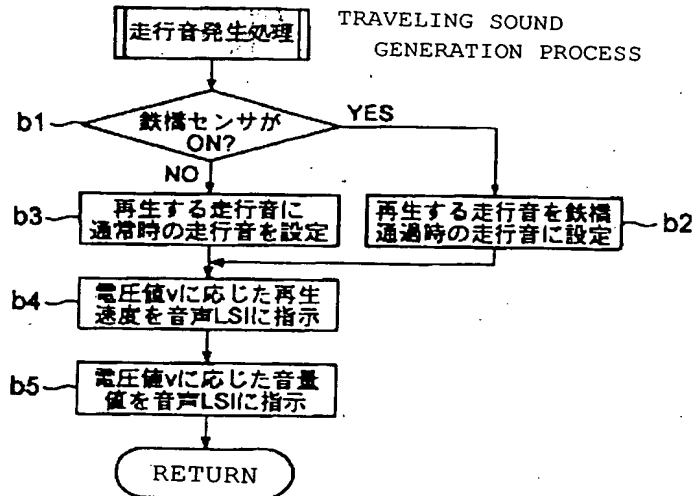 走行音発生処理
TRAVELING SOUND
GENERATION PROCESS
b1
鉄橋センサが
ON?
YES
NO
b3
再生する走行音に
通常時の走行音を設定
再生する走行音を鉄橋
通過時の走行音に設定
b2
b4
電圧値vに応じた再生
速度を音声LSIに指示
b5
電圧値vに応じた音量
値を音声LSIに指示
RETURN